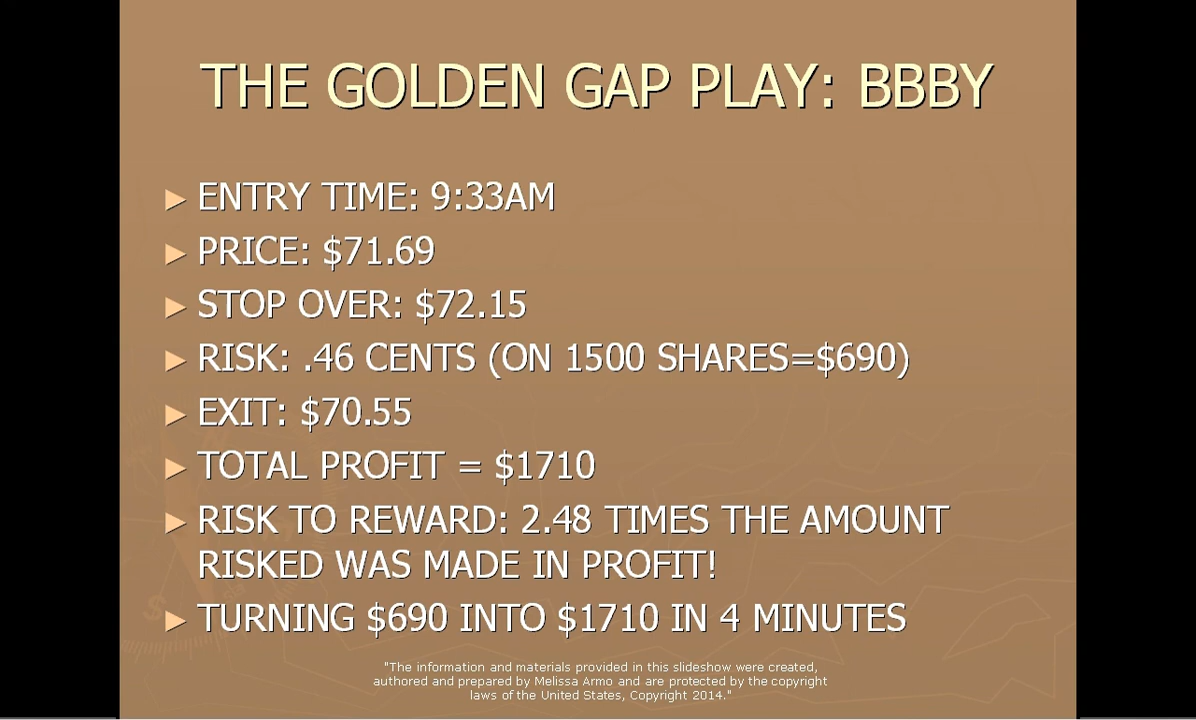 THE GOLDEN GAP PLAY: BBBY
► ENTRY TIME: 9:33AM
► PRICE: $71.69
► STOP OVER: $72.15
► RISK: .46 CENTS (ON 1500 SHARES=$690)
► EXIT: $70.55
► TOTAL PROFIT = $1710
► RISK TO REWARD: 2.48 TIMES THE AMOUNT
RISKED WAS MADE IN PROFIT!
► TURNING $690 INTO $1710 IN 4 MINUTES
"The information and materials provided in this slideshow were created,
authored and prepared by Melissa Armo and are protected by the copyright
laws of the United States, Copyright 2014."